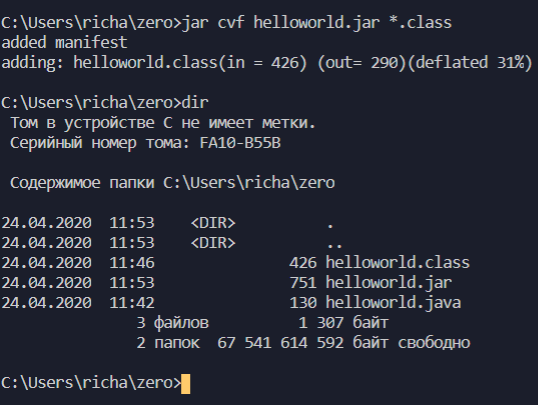 C:\Users\richa\zero>jar cvf helloworld.jar *.class
added manifest
adding: helloworld.class(in = 426) (out= 290)(deflated 31%)
C:\Users\richa\zero>dir
Том в устройстве C не имеет метки.
Серийный номер тома: FA10-B55B
Содержимое папки C:\Users\richa\zero
24.04.2020  11:53    <DIR>          .
24.04.2020  11:53    <DIR>          ..
24.04.2020  11:46               426 helloworld.class
24.04.2020  11:53               751 helloworld.jar
24.04.2020  11:42               130 helloworld.java
3 файлов          1 307 байт
2 папок  67 541 614 592 байт свободно
C:\Users\richa\zero>